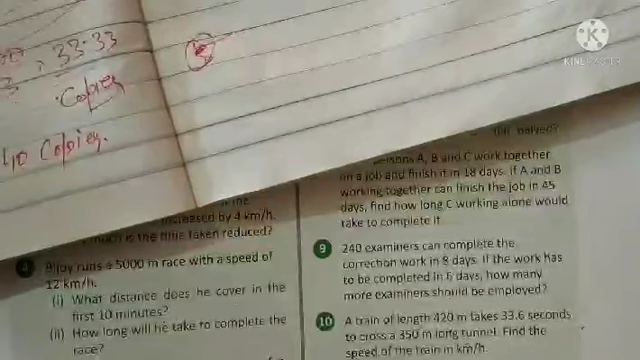 33.33
Copies
40 Copies.
5
KINEMASTER
halved?
persons A, B and C work together
on a job and finish it in 18 days. If A and B
working together can finish the job in 45
days, find how long C working alone would
take to complete it
increased by 4 km/h.
much is the time taken reduced?
Bijoy runs a 5000 m race with a speed of
12 km/h.
(i) What distance does he cover in the
first 10 minutes?
(ii) How long will he take to complete the
race?
9 240 examiners can complete the
correction work in 8 days. If the work has
to be completed in 6 days, how many
more examiners should be employed?
10 A train of length 420 m takes 33.6 seconds
to cross a 350 m long tunnel. Find the
speed of the train in km/h.